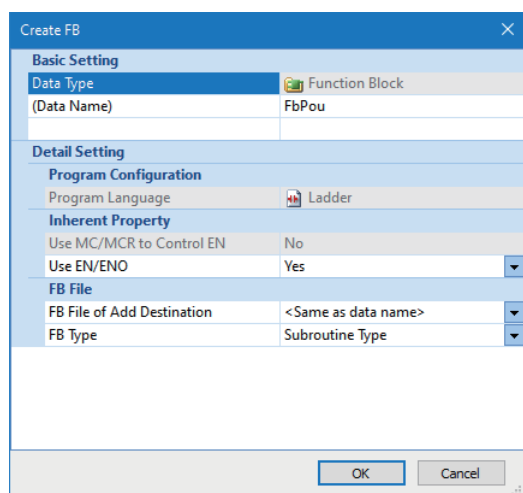 Create FB
Basic Setting
Data Type Function Block
(Data Name) FbPou
Detail Setting
Program Configuration
Program Language Ladder
Inherent Property
Use MC/MCR to Control EN No
Use EN/ENO Yes
FB File
FB File of Add Destination <Same as data name>
FB Type Subroutine Type
OK Cancel